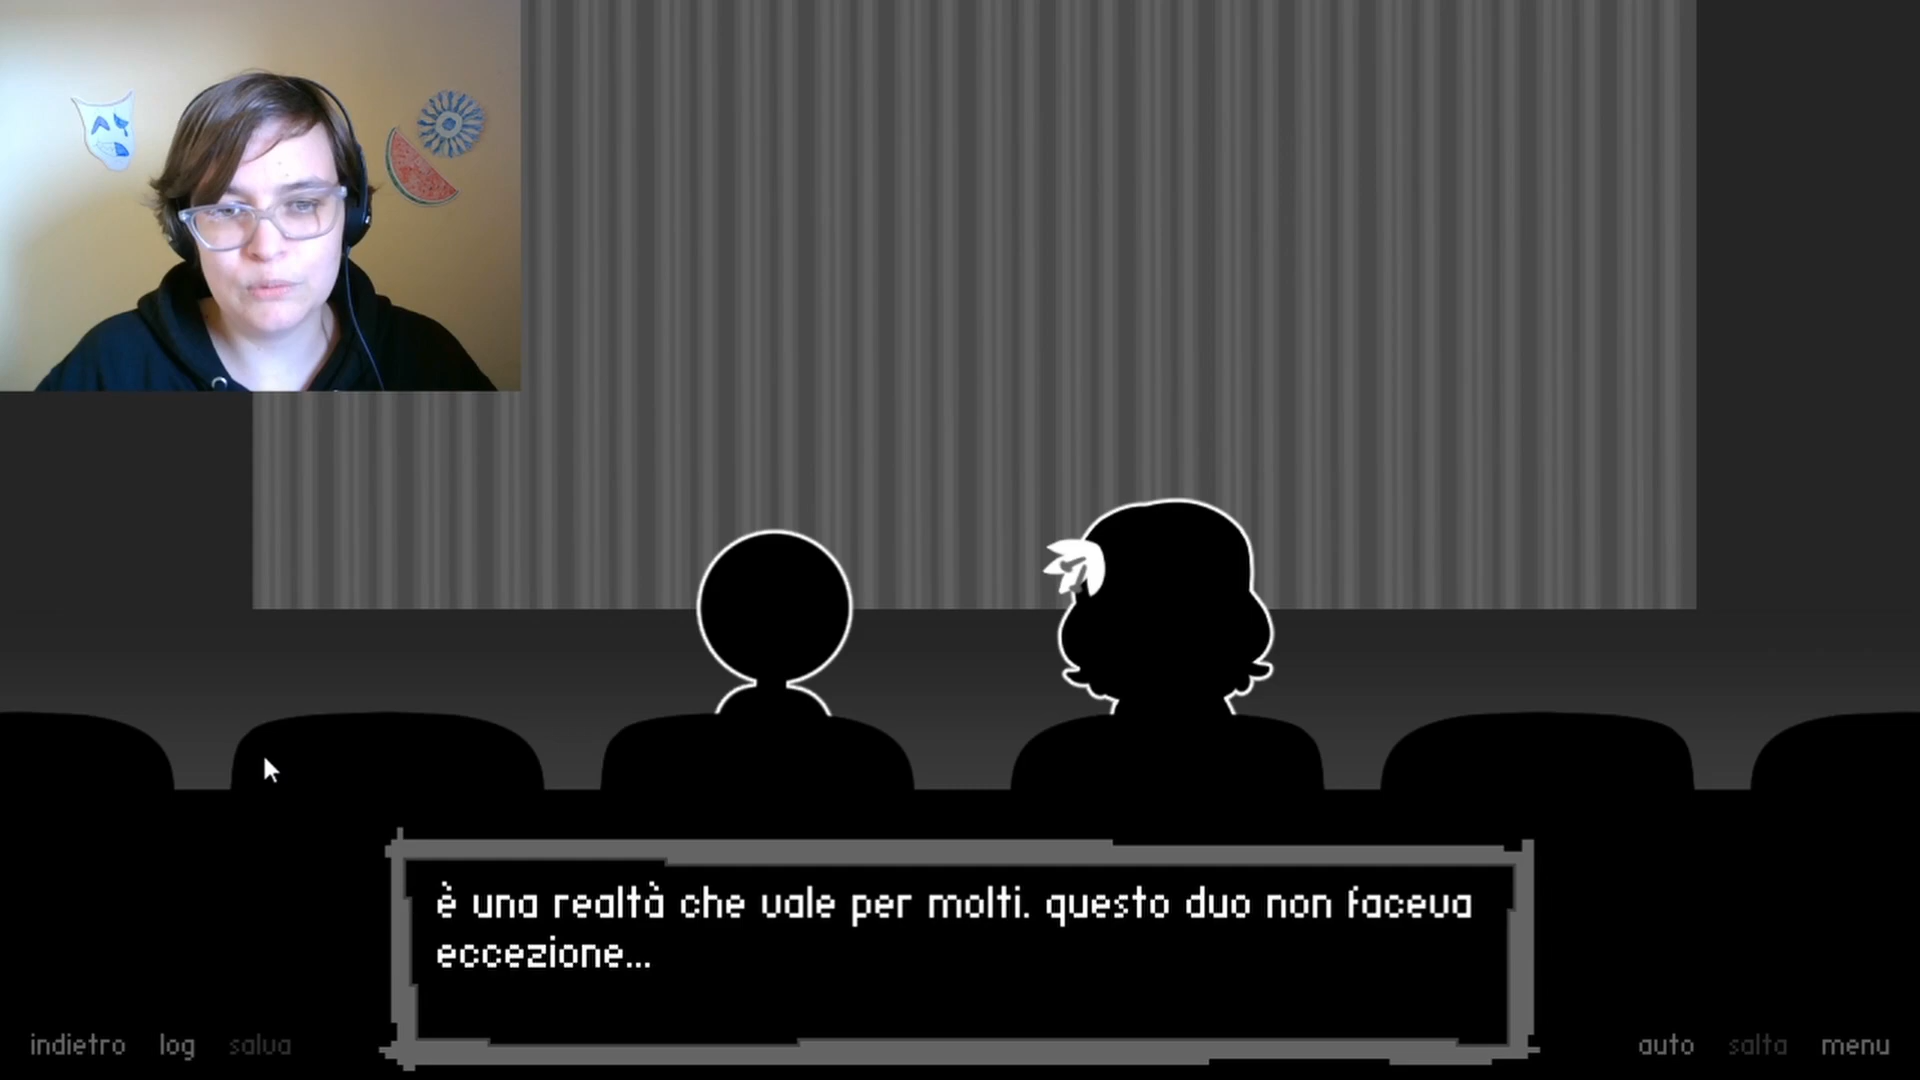 è una realtà che vale per molti. questo duo non faceva
eccezione...
indietro log salva
auto salta menu